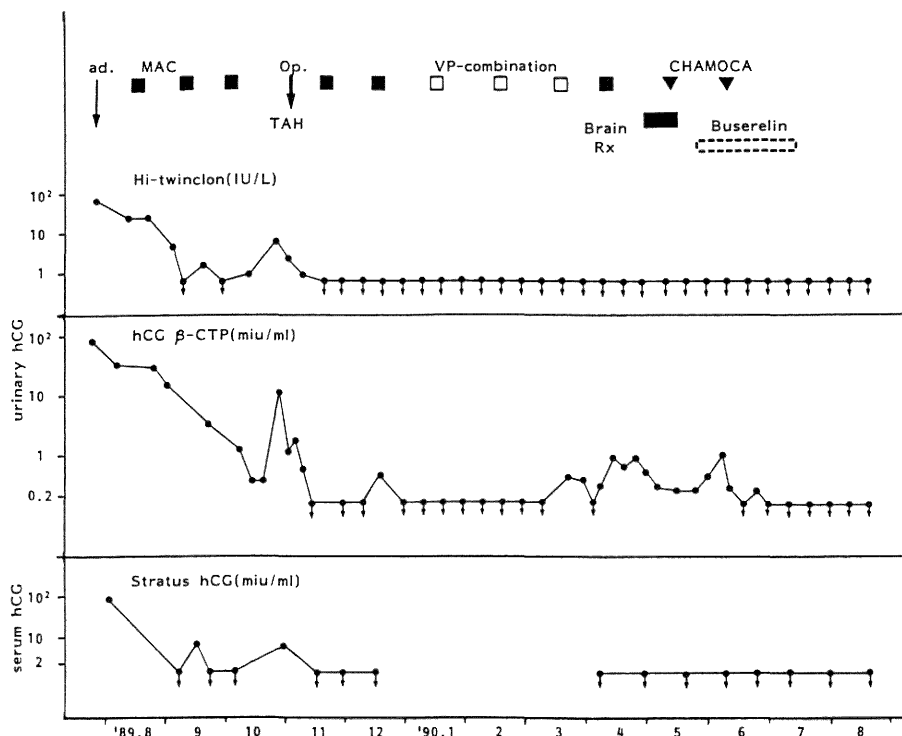 ad. MAC Op. VP-combination CHAMOCA
TAH Brain Buserelin
Rx
Hi-twinclon(IU/L)
10²
10
1
hCG β-CTP(miu/ml)
10²
10
1
0.2
urinary hCG
Stratus hCG(miu/ml)
10²
10
2
serum hCG
'89.8 9 10 11 12 '90.1 2 3 4 5 6 7 8